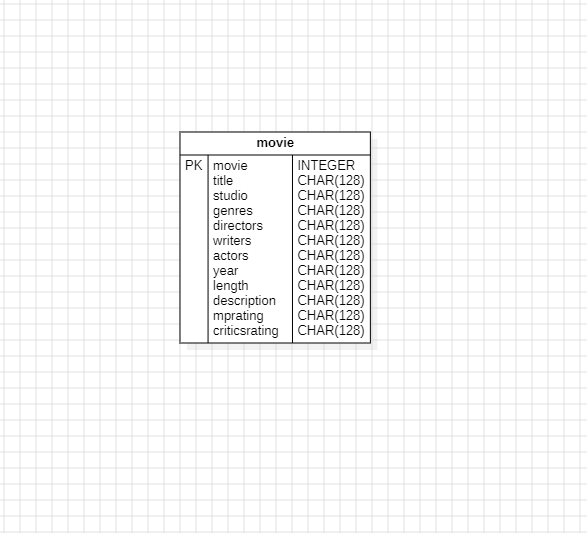 movie
PK movie INTEGER
title CHAR(128)
studio CHAR(128)
genres CHAR(128)
directors CHAR(128)
writers CHAR(128)
actors CHAR(128)
year CHAR(128)
length CHAR(128)
description CHAR(128)
mprating CHAR(128)
criticsrating CHAR(128)